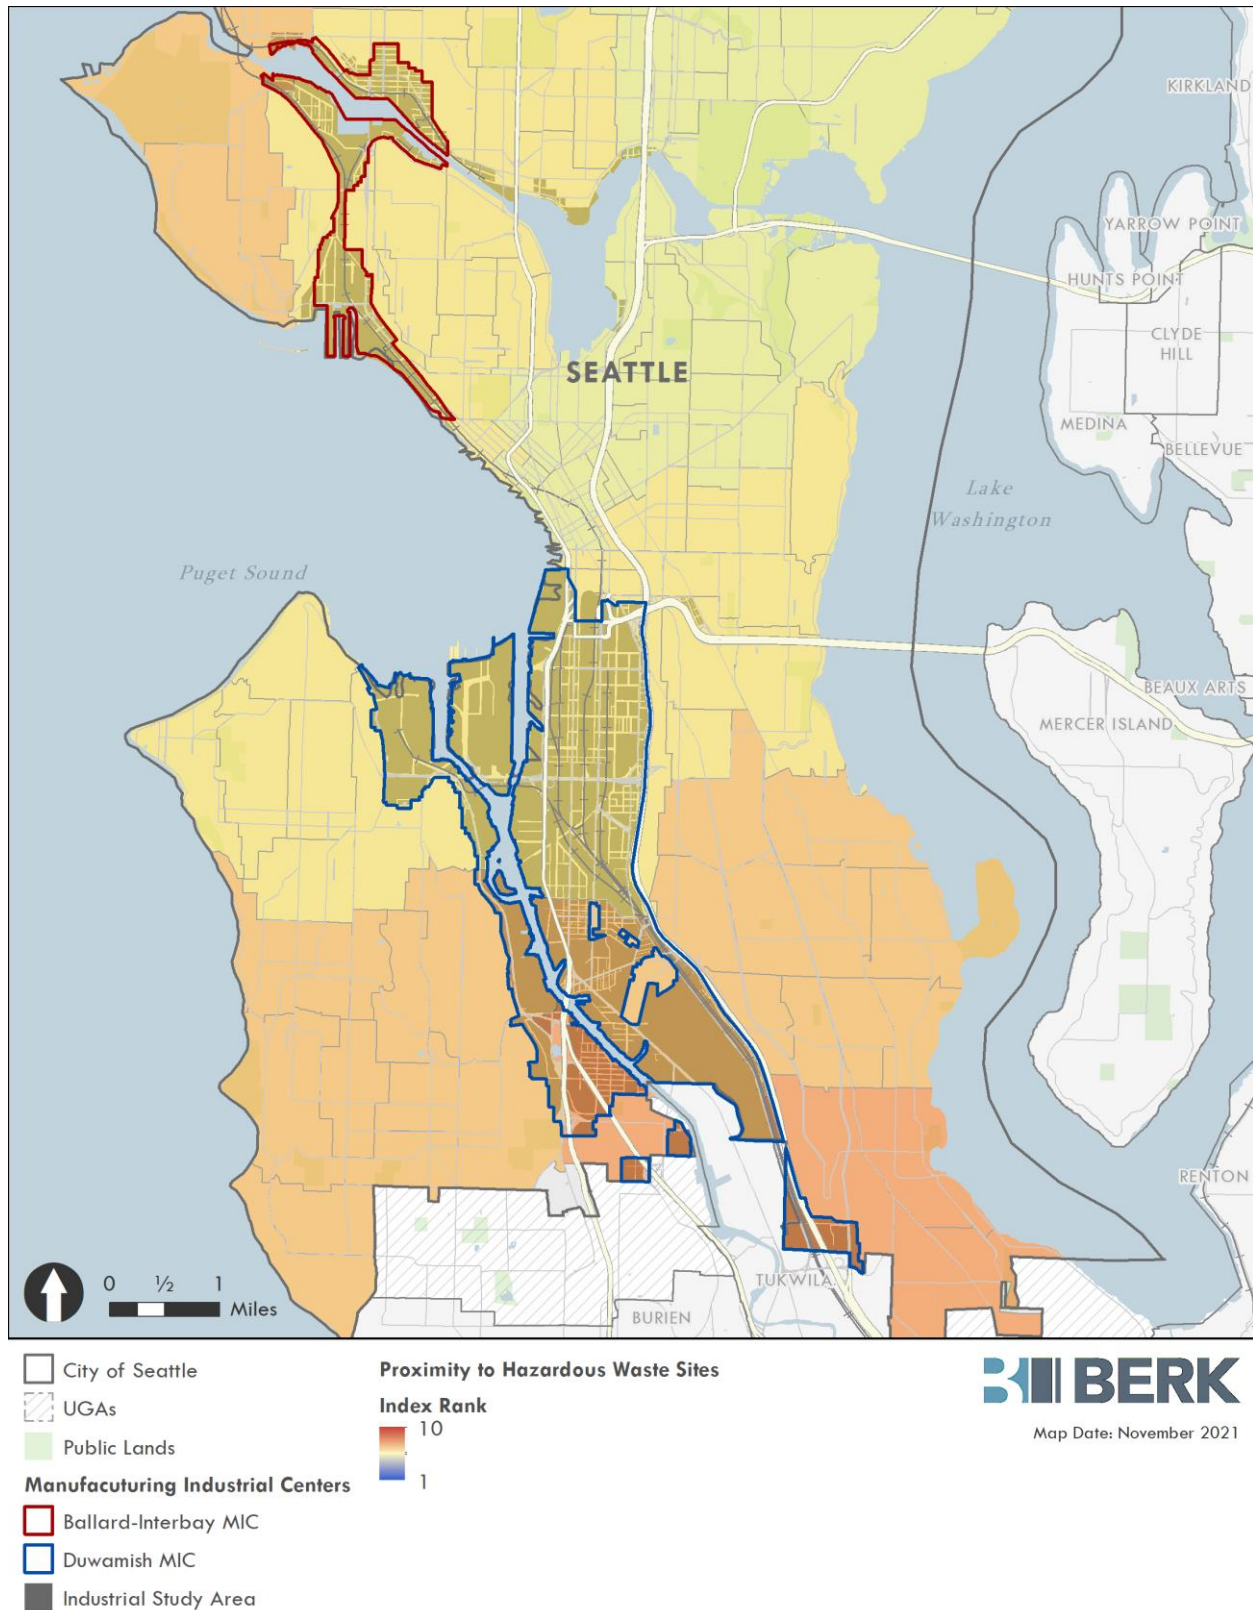 KIRKLAND
YARROW POINT
HUNTS POINT
CLYDE
HILL
SEATTLE
MEDINA
BELLEVUE
Lake
Washington
Puget Sound
BEAUX ARTS
MERCER ISLAND
RENTON
TUKWILA
BURIEN
0 ½ 1
Miles
City of Seattle
UGAs
Public Lands
Manufacuturing Industrial Centers
Ballard-Interbay MIC
Duwamish MIC
Industrial Study Area
Proximity to Hazardous Waste Sites
Index Rank
10
1
BERK
Map Date: November 2021